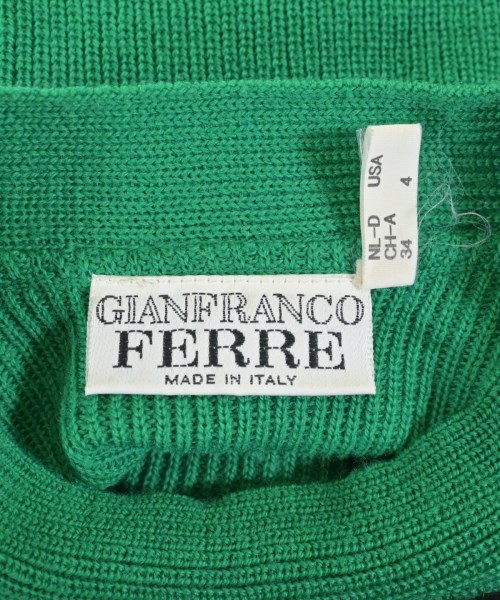 GIANFRANCO
FERRE
MADE IN ITALY
USA 4
NL-D
CH-A 34